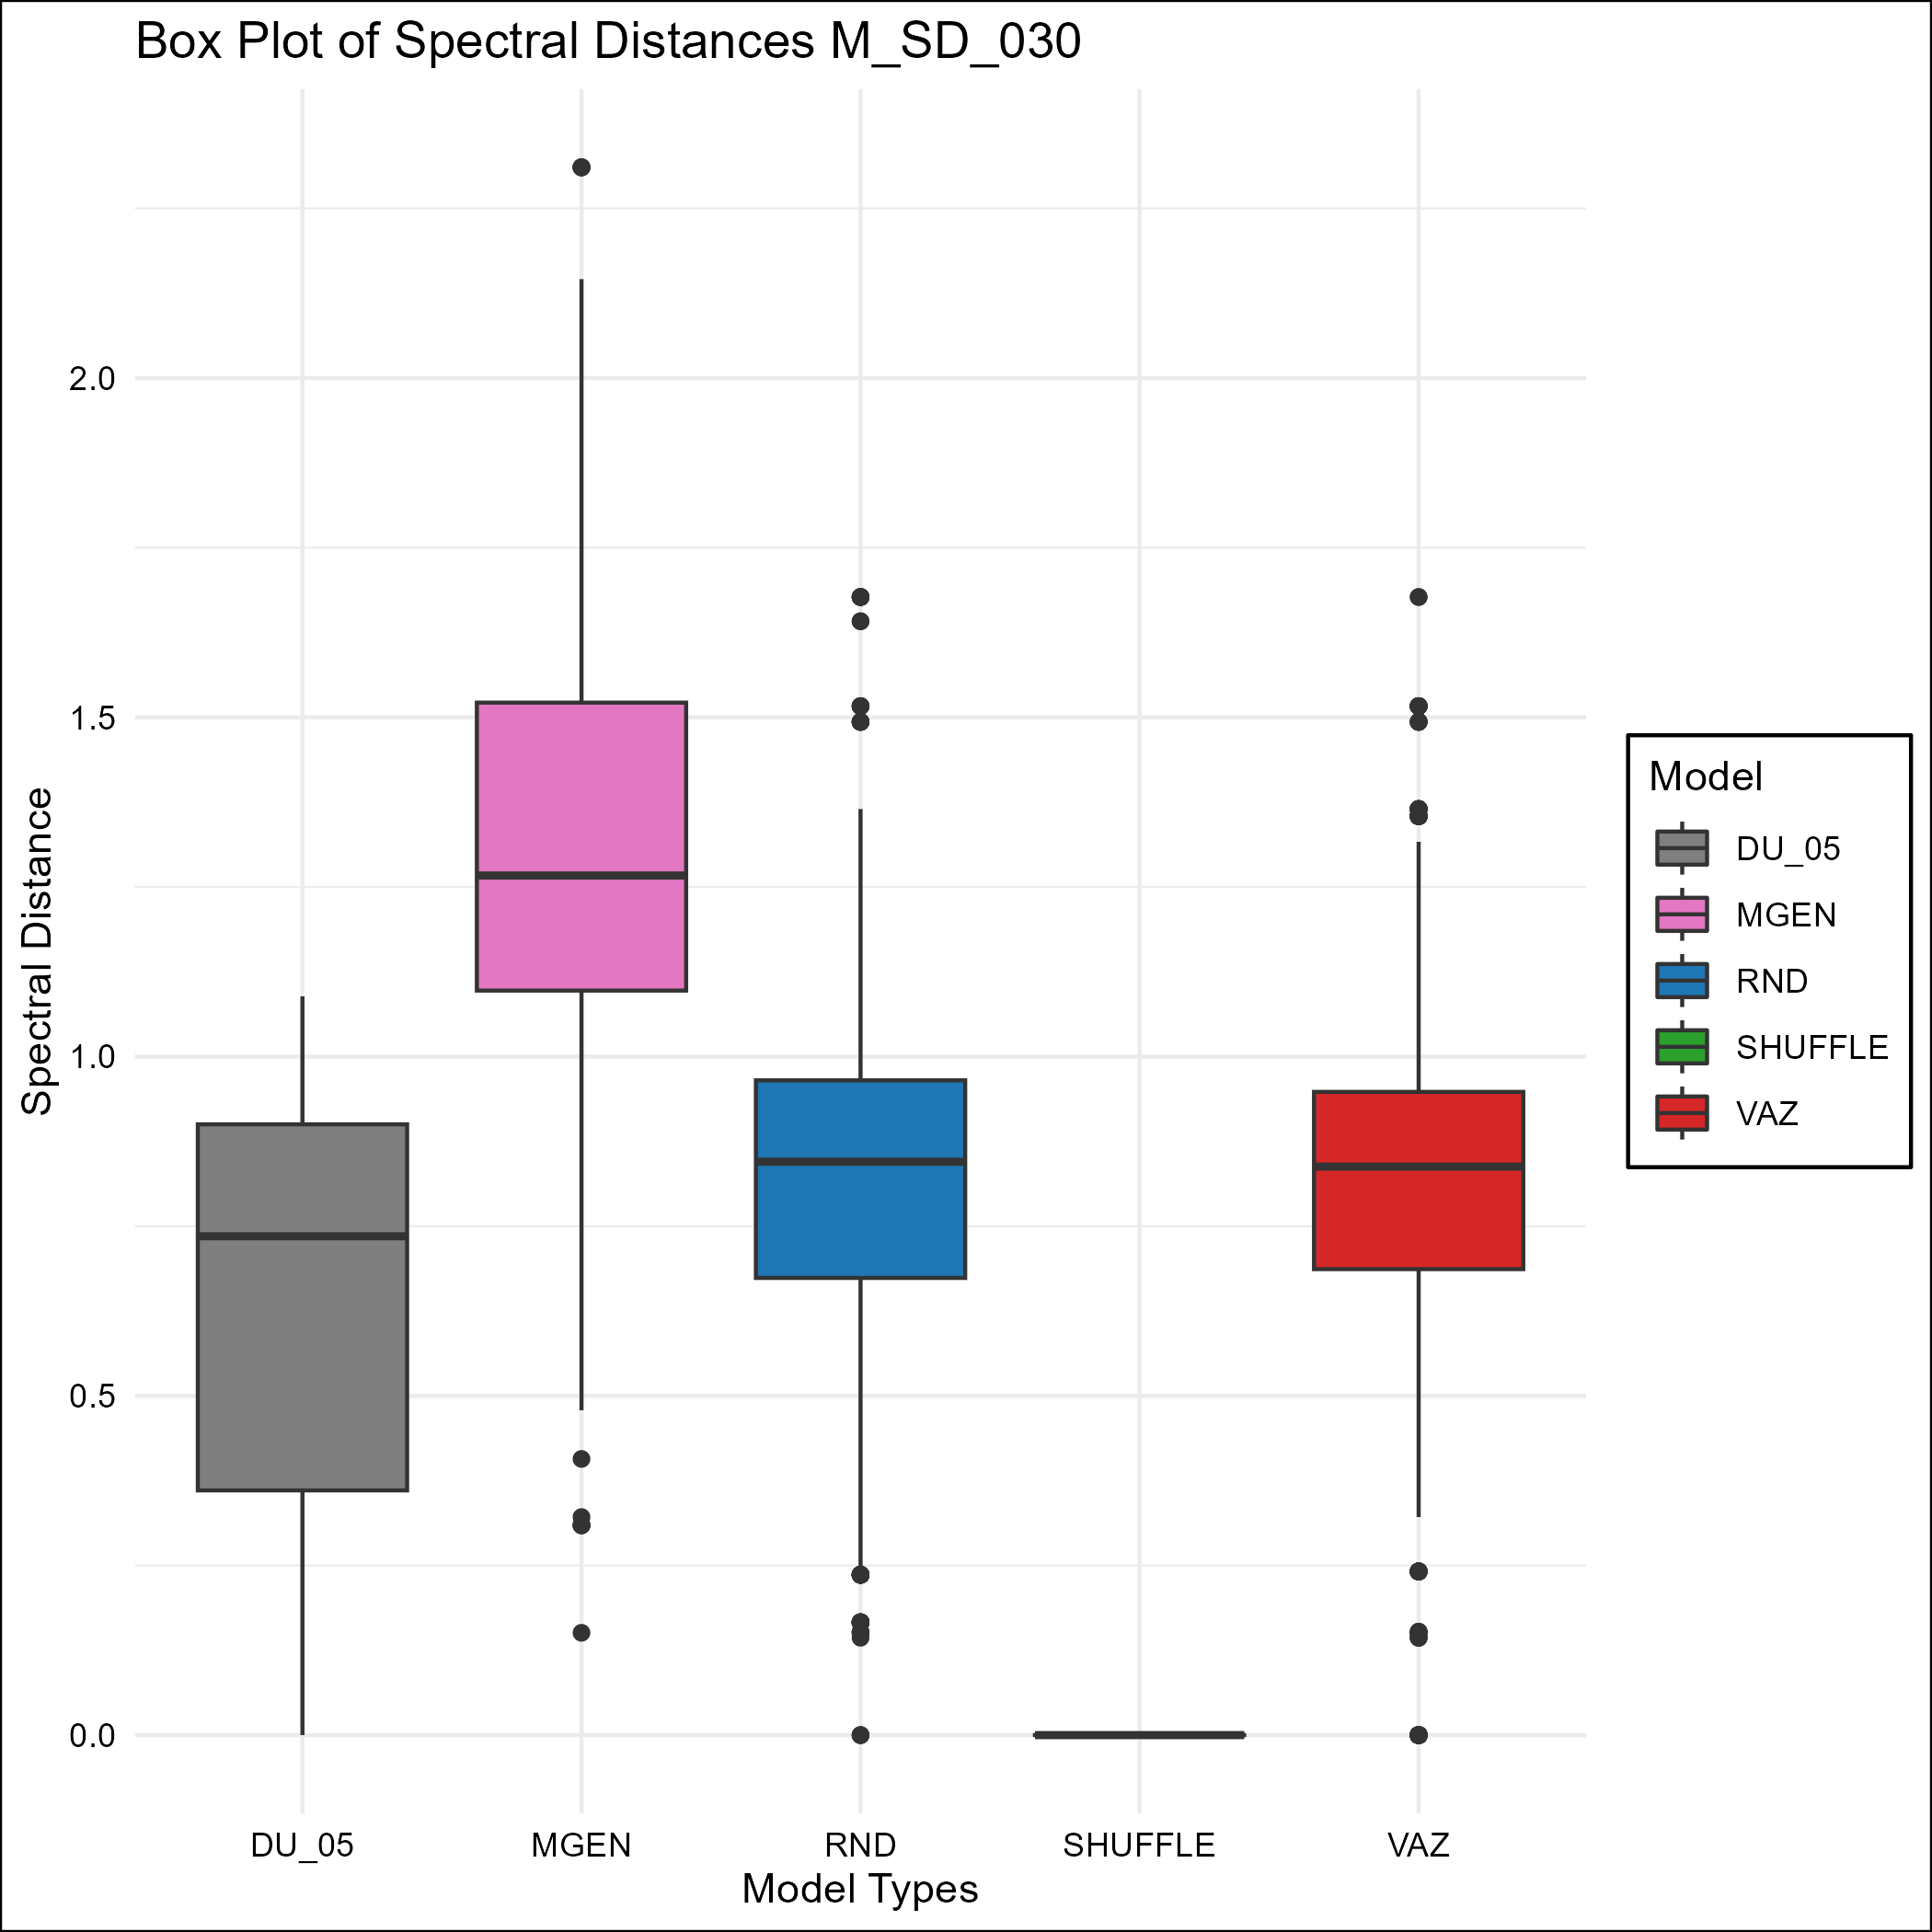 Box Plot of Spectral Distances M_SD_030
Spectral Distance
2.0
1.5
1.0
0.5
0.0
DU_05
MGEN
RND
SHUFFLE
VAZ
Model Types
Model
DU_05
MGEN
RND
SHUFFLE
VAZ